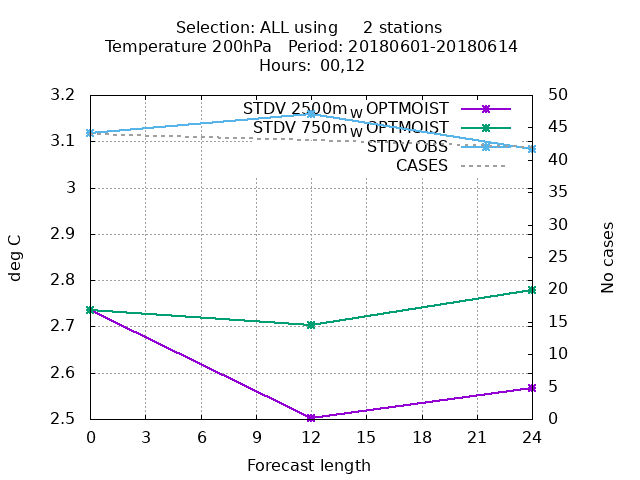 Selection: ALL using     2 stations
Temperature 200hPa   Period: 20180601-20180614
Hours:  00,12
3.2
3.1
3
2.9
2.8
2.7
2.6
2.5
deg C
STDV 2500m_W OPTMOIST
STDV 750m_W OPTMOIST
STDV OBS
CASES
50
45
40
35
30
25
20
15
10
5
0
No cases
0 3 6 9 12 15 18 21 24
Forecast length